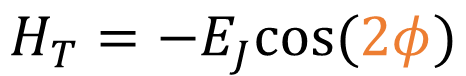 H_T = −E_J cos(2ϕ)